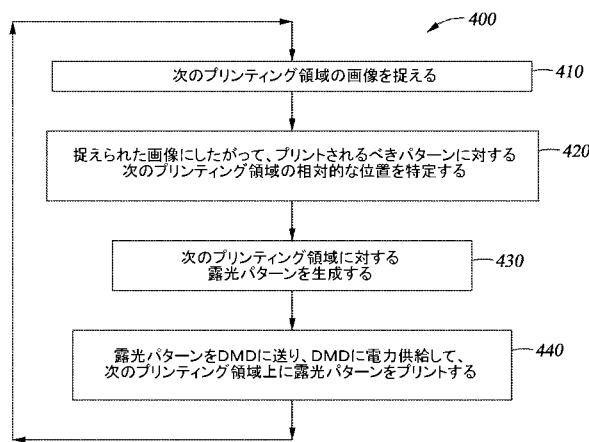 400
次のプリンティング領域の画像を捉える
410
捉えられた画像にしたがって、プリントされるべきパターンに対する
次のプリンティング領域の相対的な位置を特定する
420
次のプリンティング領域に対する
露光パターンを生成する
430
露光パターンをDMDに送り、DMDに電力供給して、
次のプリンティング領域上に露光パターンをプリントする
440